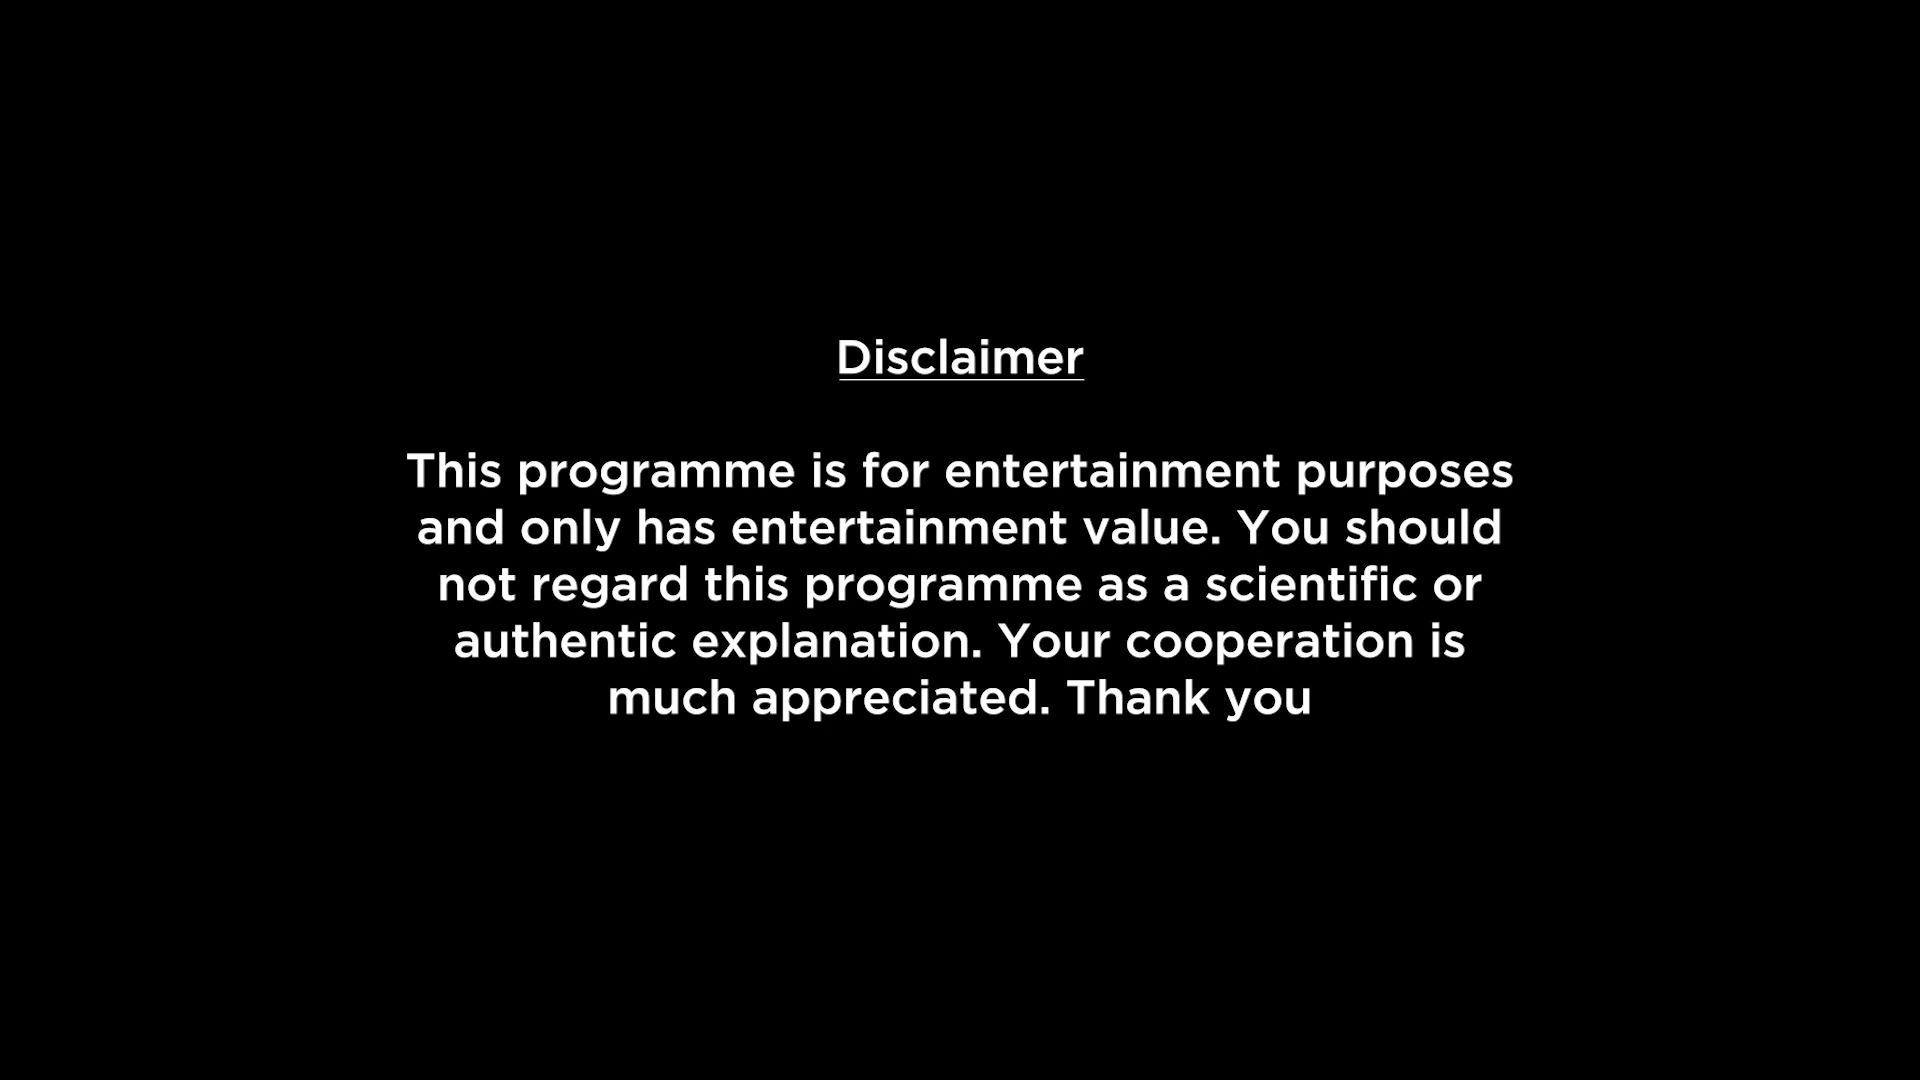 Disclaimer
This programme is for entertainment purposes
and only has entertainment value. You should
not regard this programme as a scientific or
authentic explanation. Your cooperation is
much appreciated. Thank you